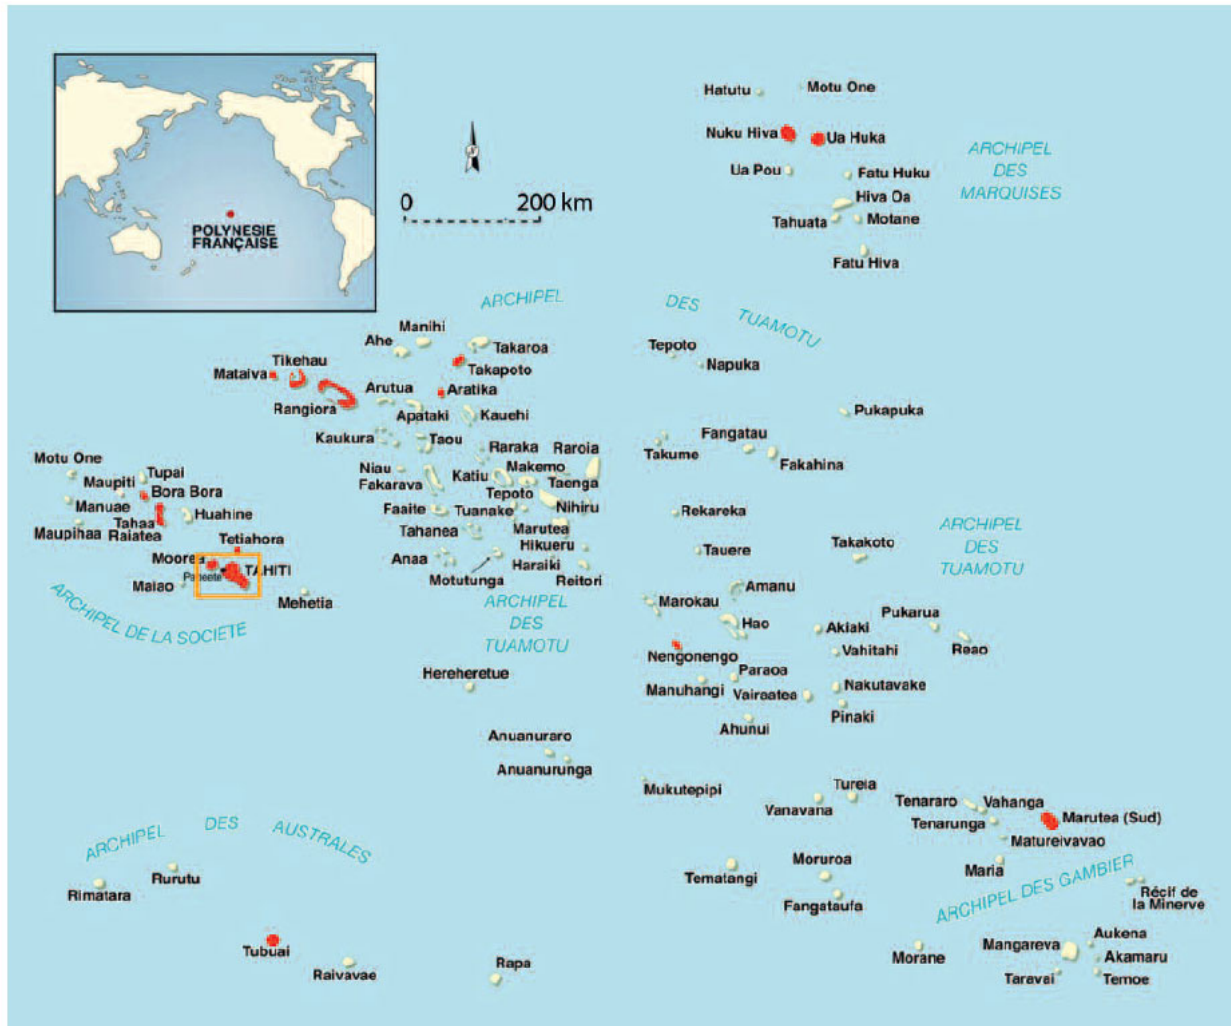 POLYNESIE
FRANÇAISE
0 200 km
Hatutu
Motu One
Nuku Hiva
Ua Huka
Ua Pou
Fatu Huku
Hiva Oa
Tahuata
Motane
Fatu Hiva
ARCHIPEL
DES
MARQUISES
ARCHIPEL DES TUAMOTU
Manihi
Ahe
Takaroa
Takapoto
Tikehau
Mataiva
Rangiora
Arutua
Aratika
Apataki
Kauehi
Kaukura
Taou
Raraka
Raroia
Niau
Fakarava
Katiu
Makemo
Taenga
Tepoto
Nihiru
Faaite
Tuanake
Tahanea
Marutea
Hikueru
Anaa
Haraiki
Motutunga
Reitori
Tepoto
Napuka
Pukapuka
Fangatau
Takume
Fakahina
Rekareka
Tauere
Takakoto
ARCHIPEL
DES
TUAMOTU
Motu One
Tupai
Maupiti
Bora Bora
Manuae
Huahine
Tahaa
Maupihaa
Raiatea
Tetiahora
Moorea
Papeete
TAHITI
Maiao
Mehetia
ARCHIPEL DE LA SOCIETE
ARCHIPEL
DES
TUAMOTU
Amanu
Marokau
Hao
Pukarua
Akiaki
Reao
Nengonengo
Vahitahi
Paraoa
Manuhangi
Vairaatea
Nakutavake
Pinaki
Ahunui
Hereheretue
Anuanuraro
Anuanurunga
Mukutepipi
Tureia
Vanavana
Tenararo
Vahanga
Marutea (Sud)
Tenarunga
Matureivavao
Maria
Moruroa
Tematangi
Fangataufa
ARCHIPEL DES GAMBIER
Récif de
la Minerve
Morane
Mangareva
Aukena
Akamaru
Taravai
Temoe
ARCHIPEL DES AUSTRALES
Rurutu
Rimatara
Tubuai
Raivavae
Rapa